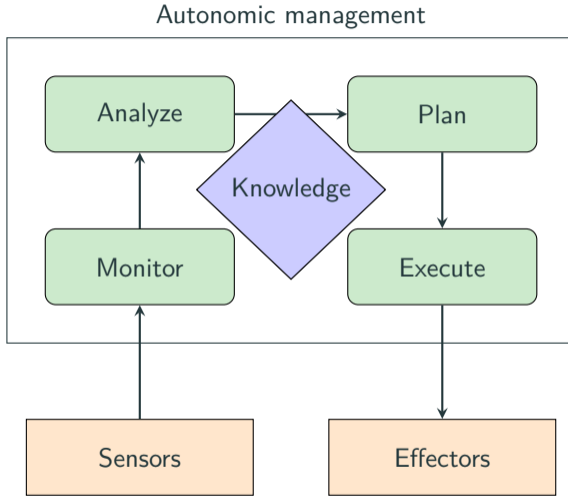 Autonomic management
Analyze
Plan
Knowledge
Monitor
Execute
Sensors
Effectors